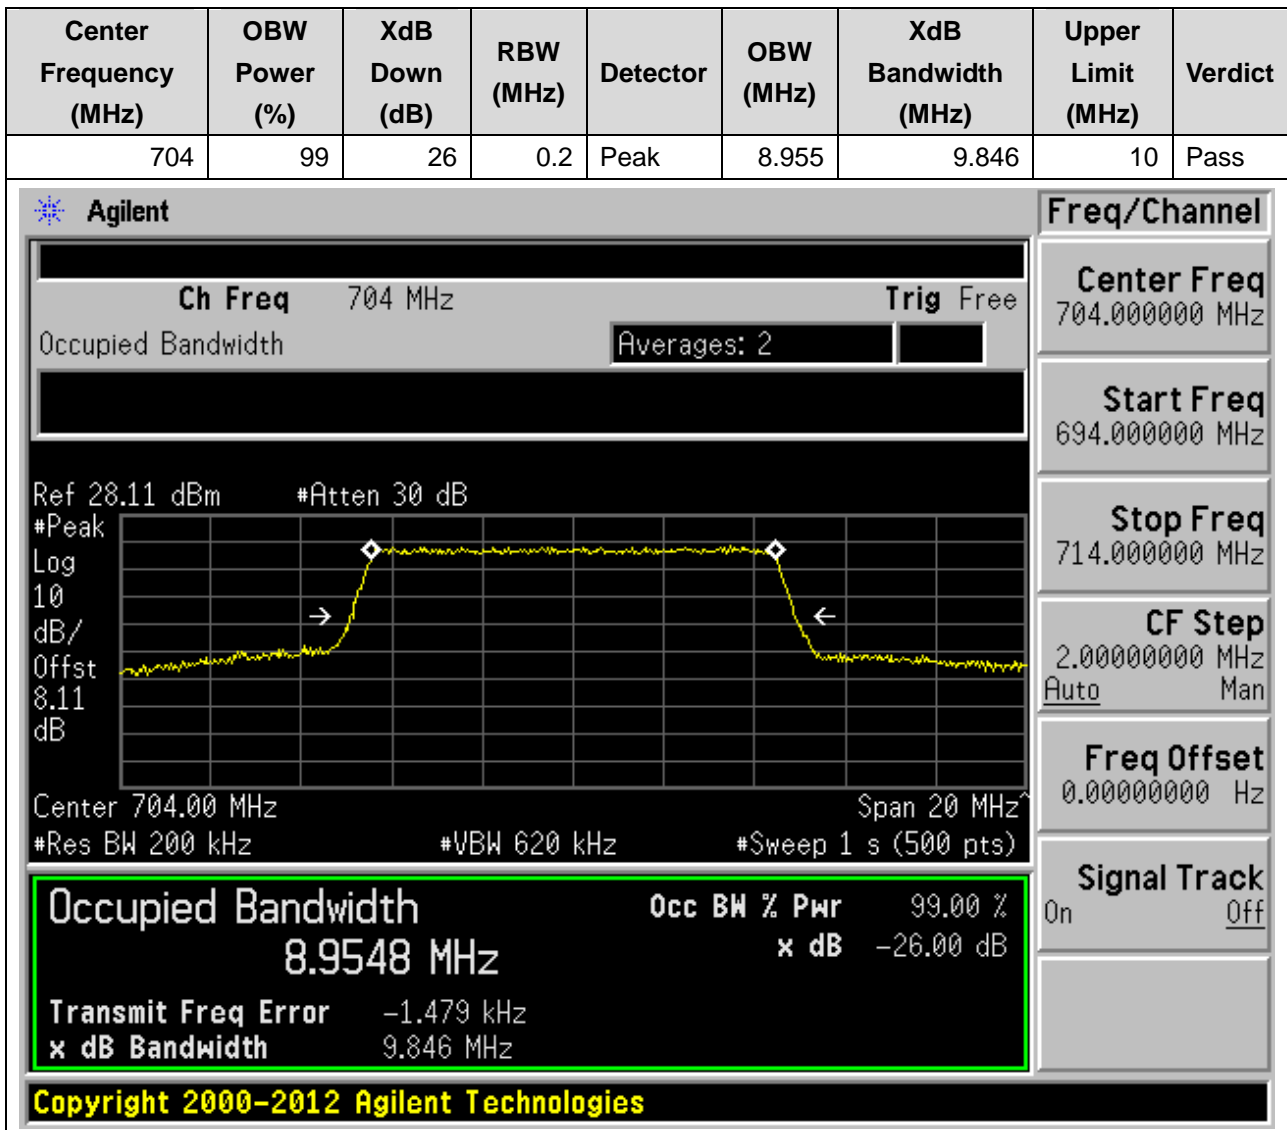 Center Frequency (MHz) OBW Power (%) XdB Down (dB) RBW (MHz) Detector OBW (MHz) XdB Bandwidth (MHz) Upper Limit (MHz) Verdict
704 99 26 0.2 Peak 8.955 9.846 10 Pass
Agilent
Ch Freq 704 MHz Trig Free
Occupied Bandwidth Averages: 2
Ref 28.11 dBm #Atten 30 dB
#Peak
Log
10
dB/
Offst
8.11
dB
Center 704.00 MHz Span 20 MHz^
#Res BW 200 kHz #VBW 620 kHz #Sweep 1 s (500 pts)
Occupied Bandwidth Occ BW % Pwr 99.00 %
8.9548 MHz x dB -26.00 dB
Transmit Freq Error -1.479 kHz
x dB Bandwidth 9.846 MHz
Copyright 2000-2012 Agilent Technologies
Freq/Channel
Center Freq
704.000000 MHz
Start Freq
694.000000 MHz
Stop Freq
714.000000 MHz
CF Step
2.00000000 MHz
Auto Man
Freq Offset
0.00000000 Hz
Signal Track
On Off